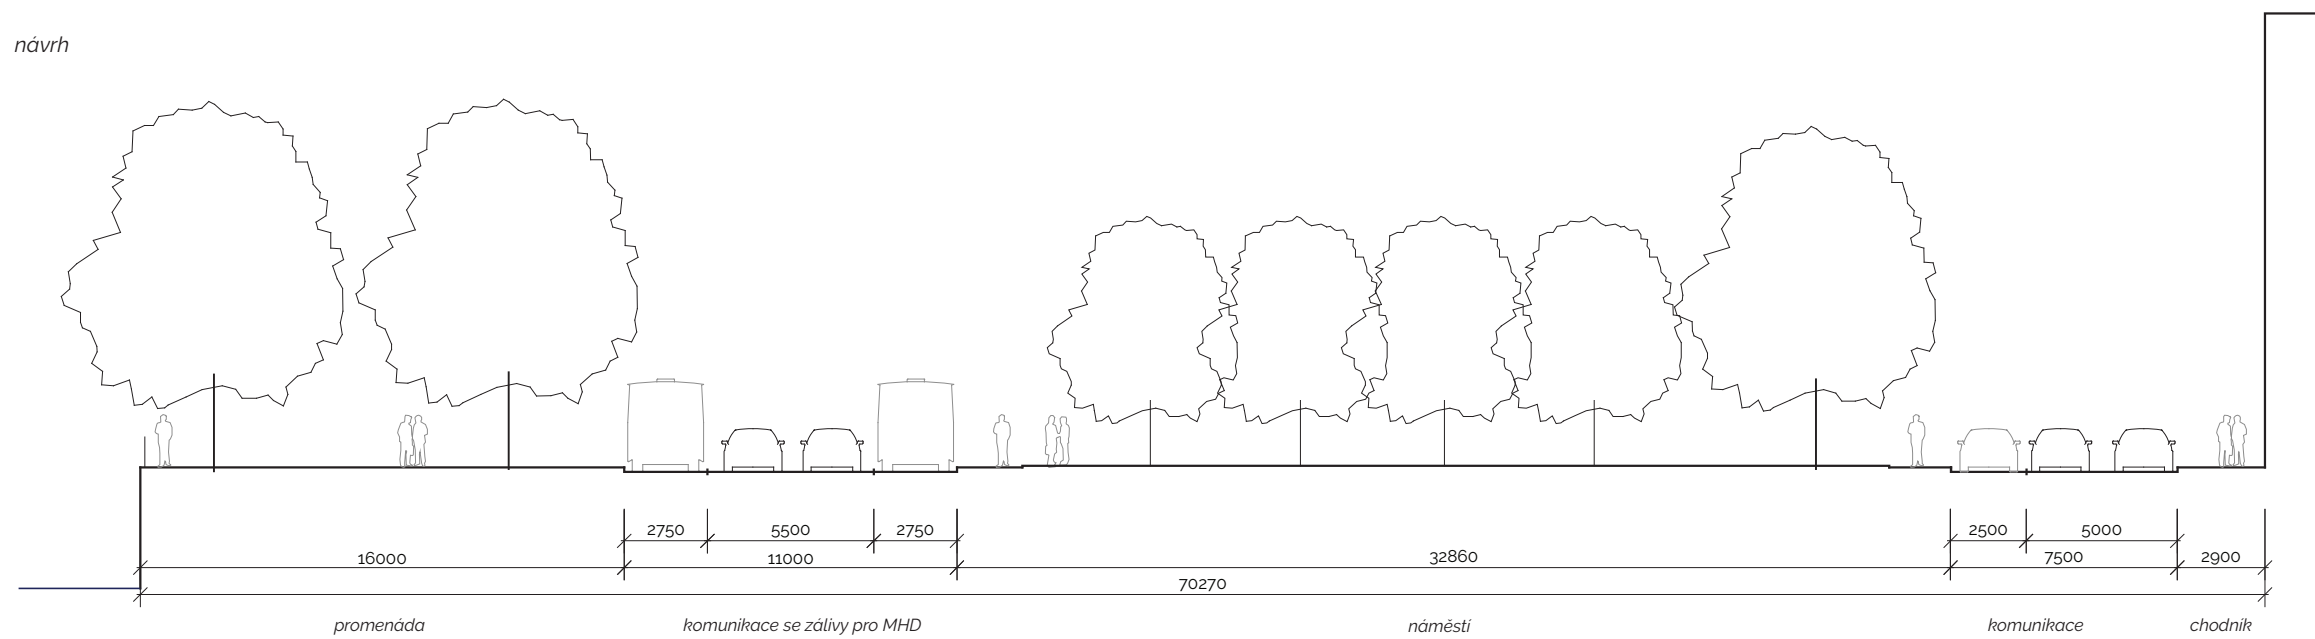 návrh
2750 5500 2750 2500 5000
16000 11000 32860 7500 2900
70270
promenáda komunikace se zálivy pro MHD náměstí komunikace chodník